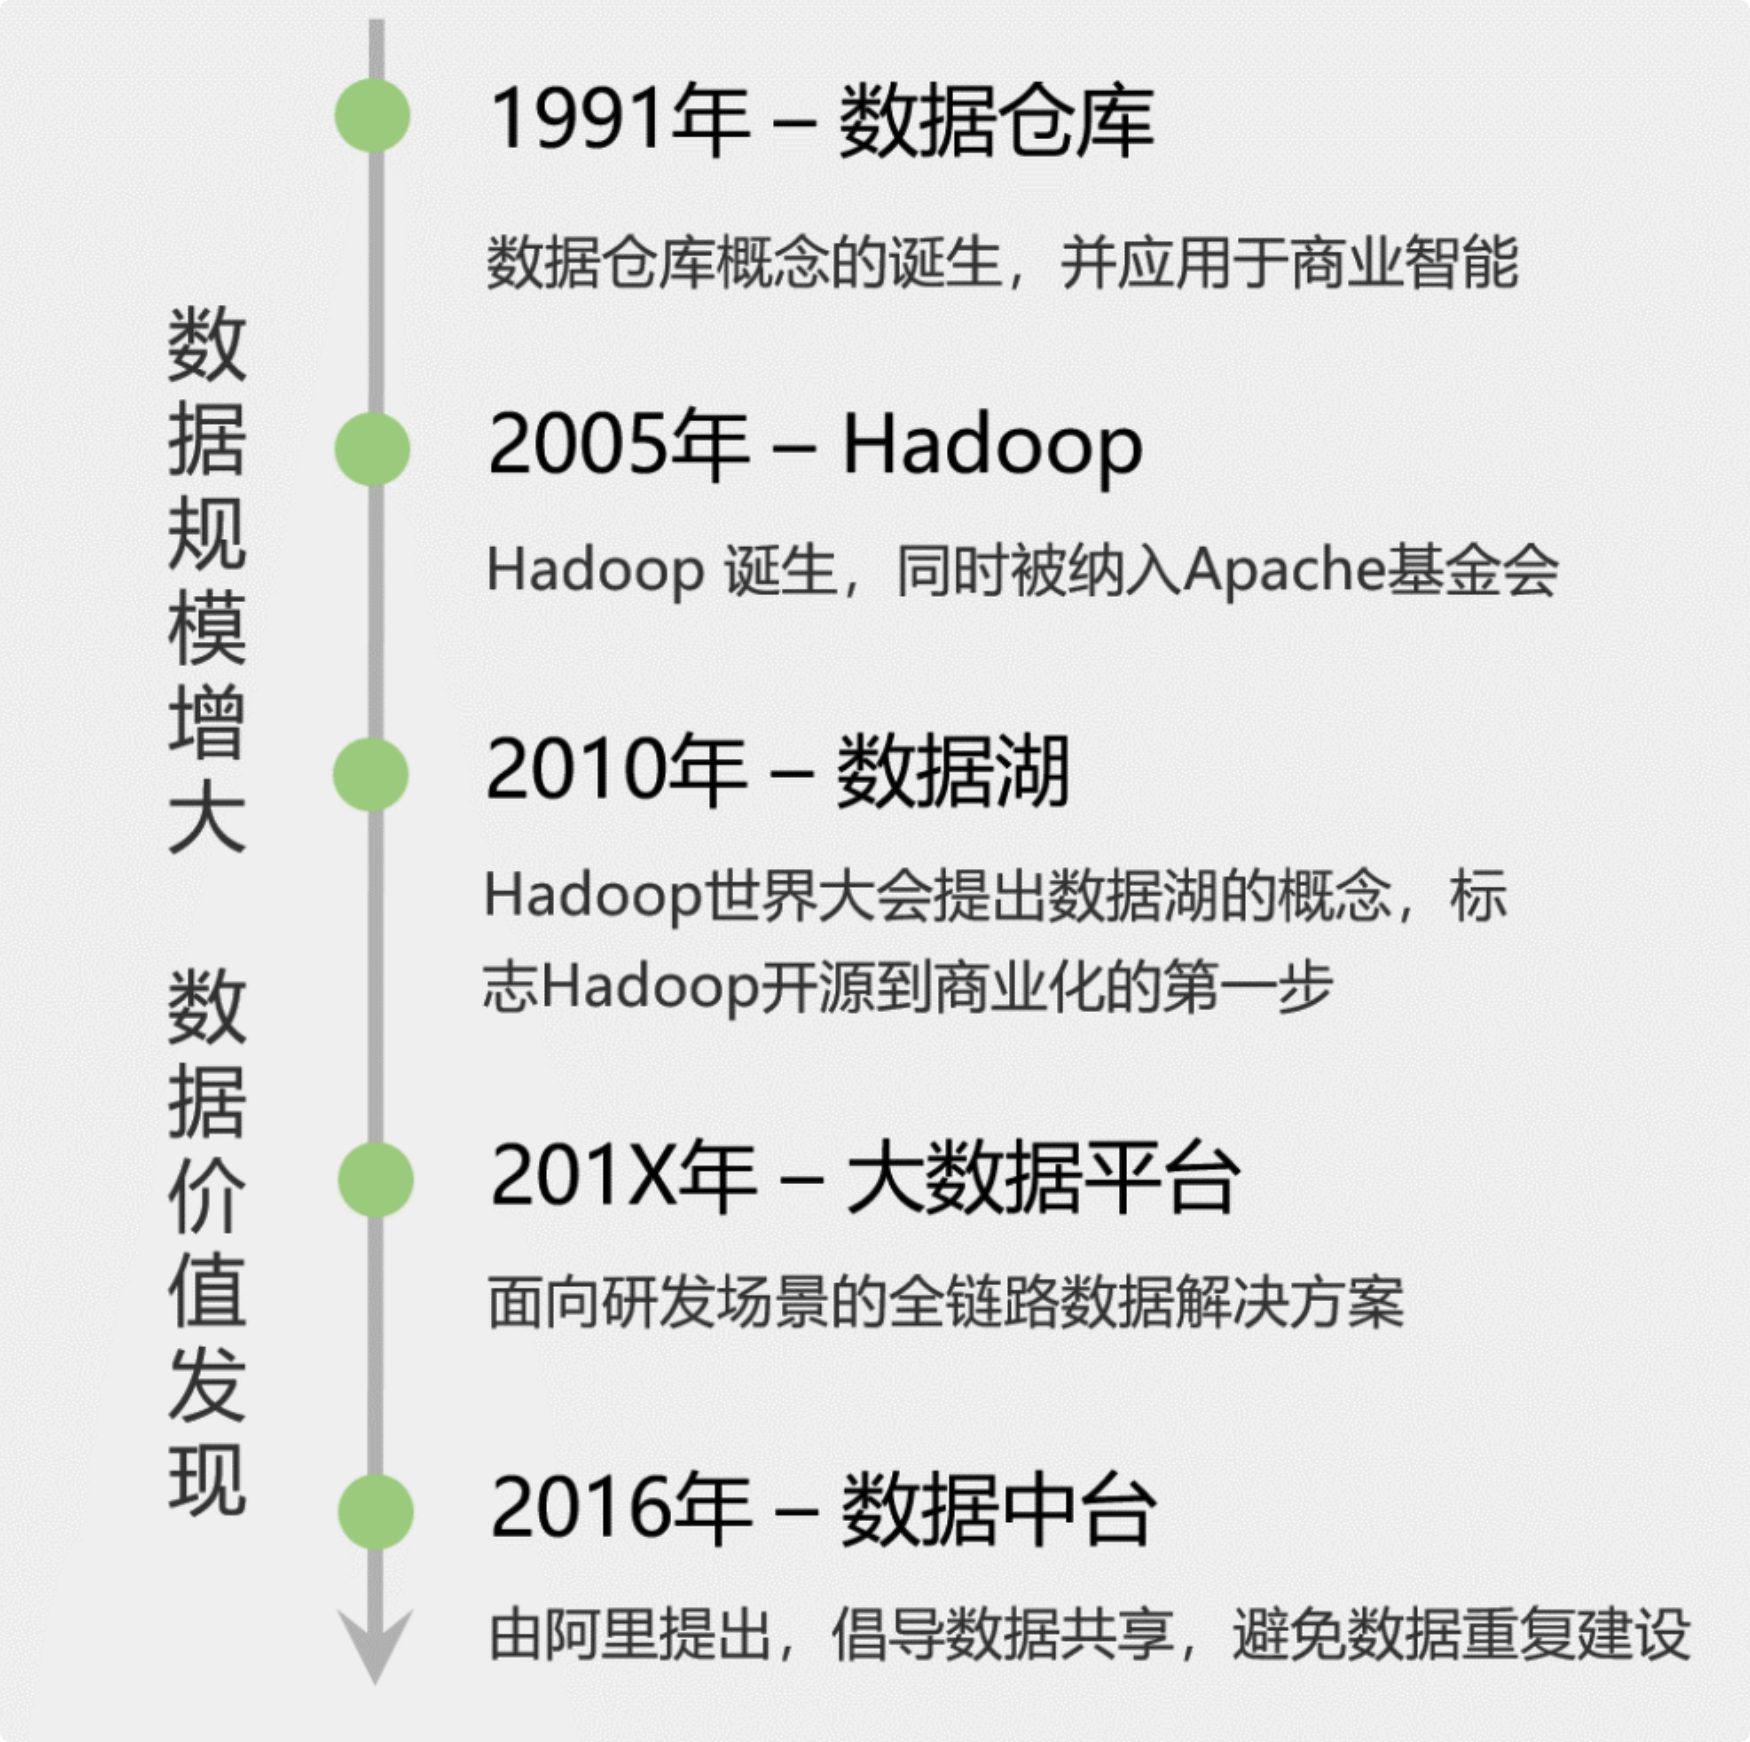 数据规模增大
数据价值发现
1991年 – 数据仓库
数据仓库概念的诞生，并应用于商业智能
2005年 – Hadoop
Hadoop 诞生，同时被纳入Apache基金会
2010年 – 数据湖
Hadoop世界大会提出数据湖的概念，标
志Hadoop开源到商业化的第一步
201X年 – 大数据平台
面向研发场景的全链路数据解决方案
2016年 – 数据中台
由阿里提出，倡导数据共享，避免数据重复建设